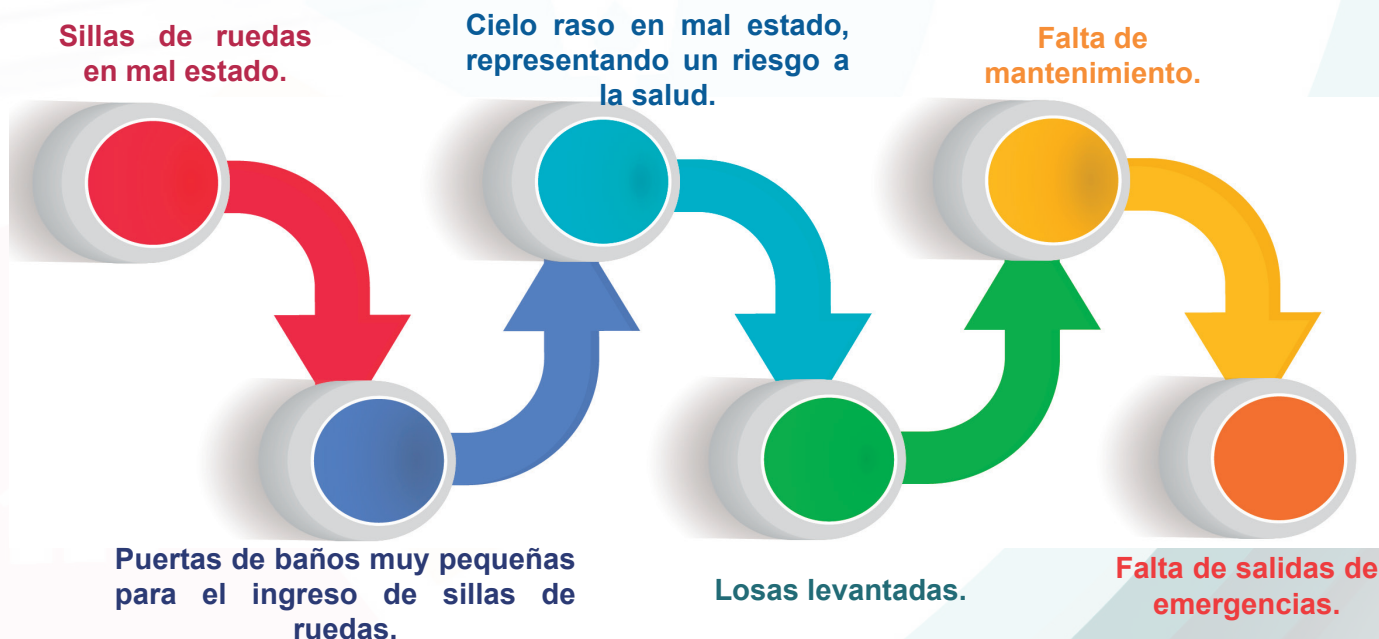 Sillas de ruedas
en mal estado.
Puertas de baños muy pequeñas
para el ingreso de sillas de
ruedas.
Cielo raso en mal estado,
representando un riesgo a
la salud.
Losas levantadas.
Falta de
mantenimiento.
Falta de salidas de
emergencias.